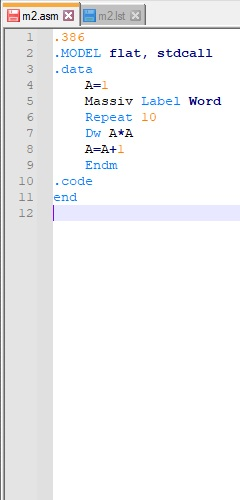 m2.asm m2.lst
1 .386
2 .MODEL flat, stdcall
3 .data
4 A=1
5 Massiv Label Word
6 Repeat 10
7 Dw A*A
8 A=A+1
9 Endm
10 .code
11 end
12